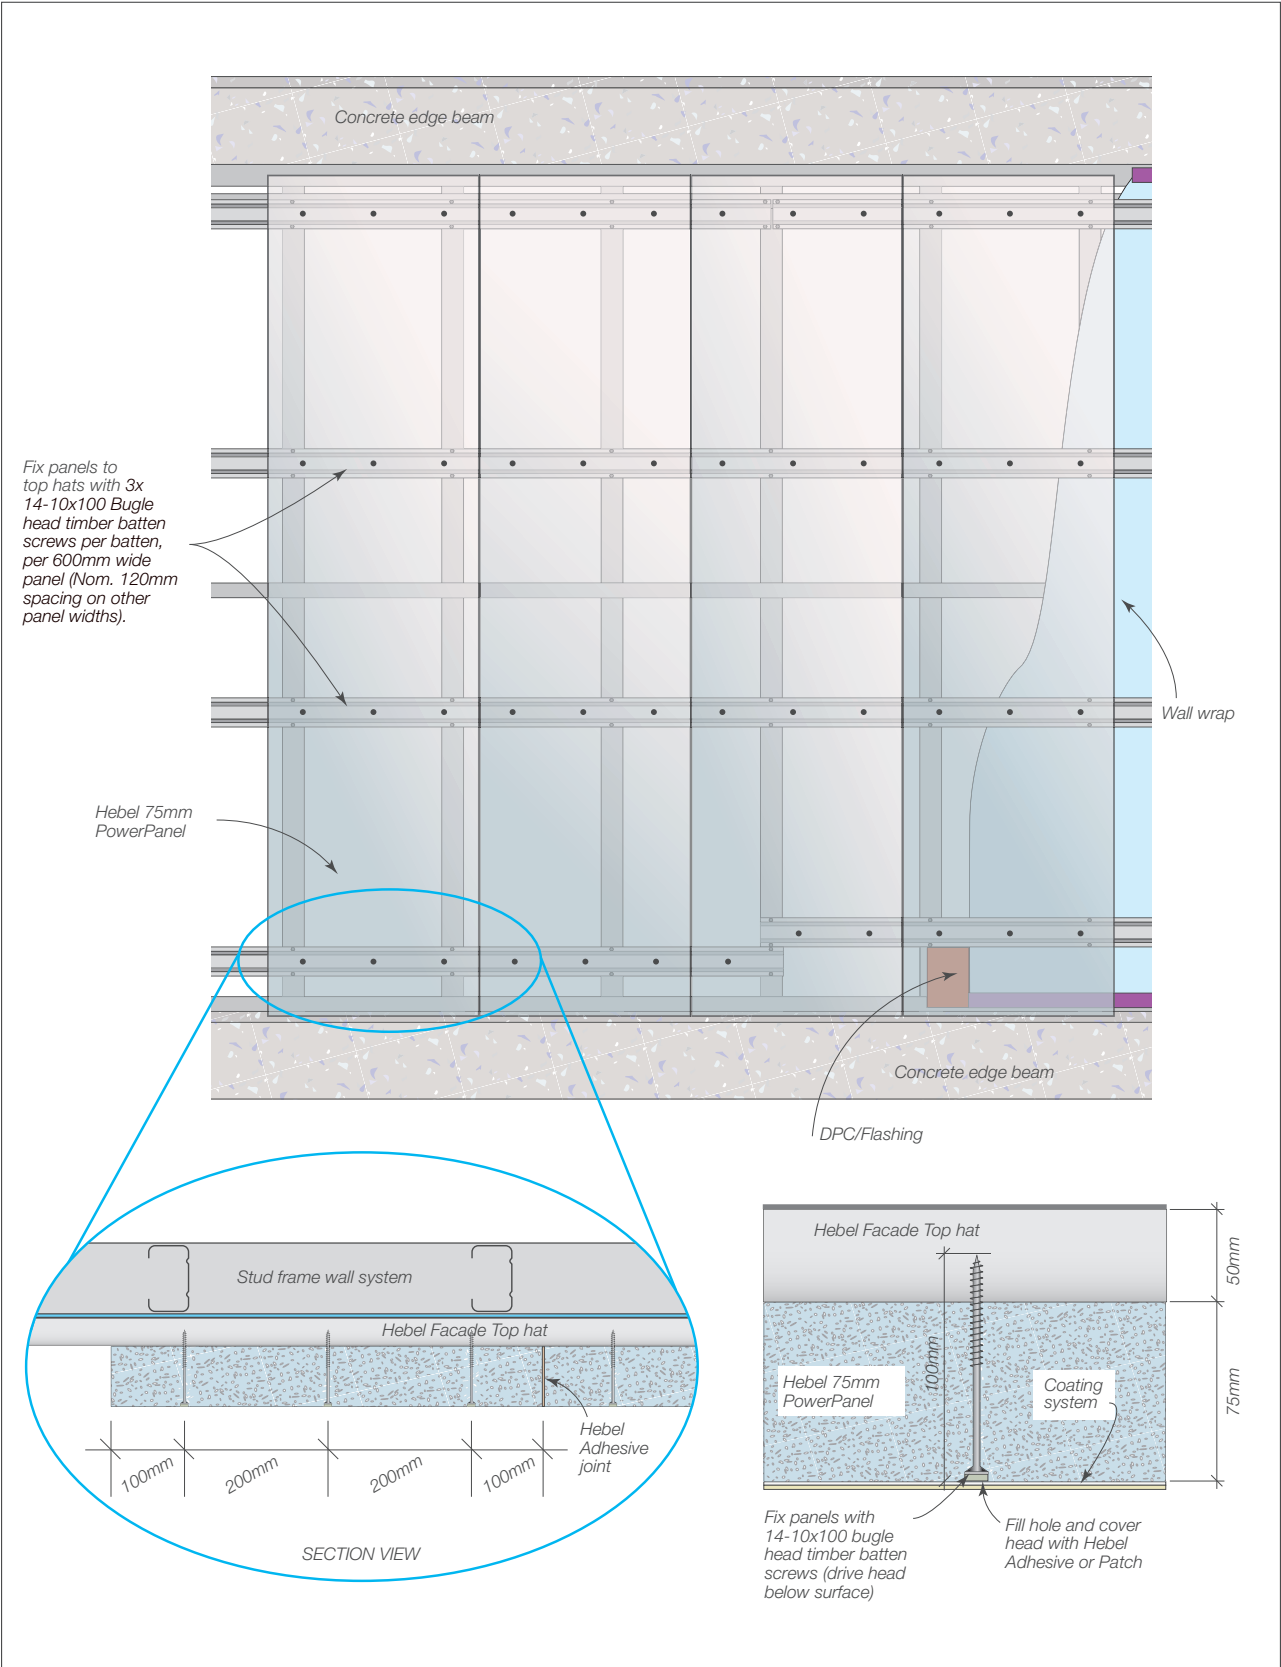 Concrete edge beam
Fix panels to
top hats with 3x
14-10x100 Bugle
head timber batten
screws per batten,
per 600mm wide
panel (Nom. 120mm
spacing on other
panel widths).
Wall wrap
Hebel 75mm
PowerPanel
Concrete edge beam
DPC/Flashing
Stud frame wall system
Hebel Facade Top hat
Hebel
Adhesive
joint
100mm
200mm
200mm
100mm
SECTION VIEW
Hebel Facade Top hat
50mm
100mm
Hebel 75mm
PowerPanel
Coating
system
75mm
Fix panels with
14-10x100 bugle
head timber batten
screws (drive head
below surface)
Fill hole and cover
head with Hebel
Adhesive or Patch